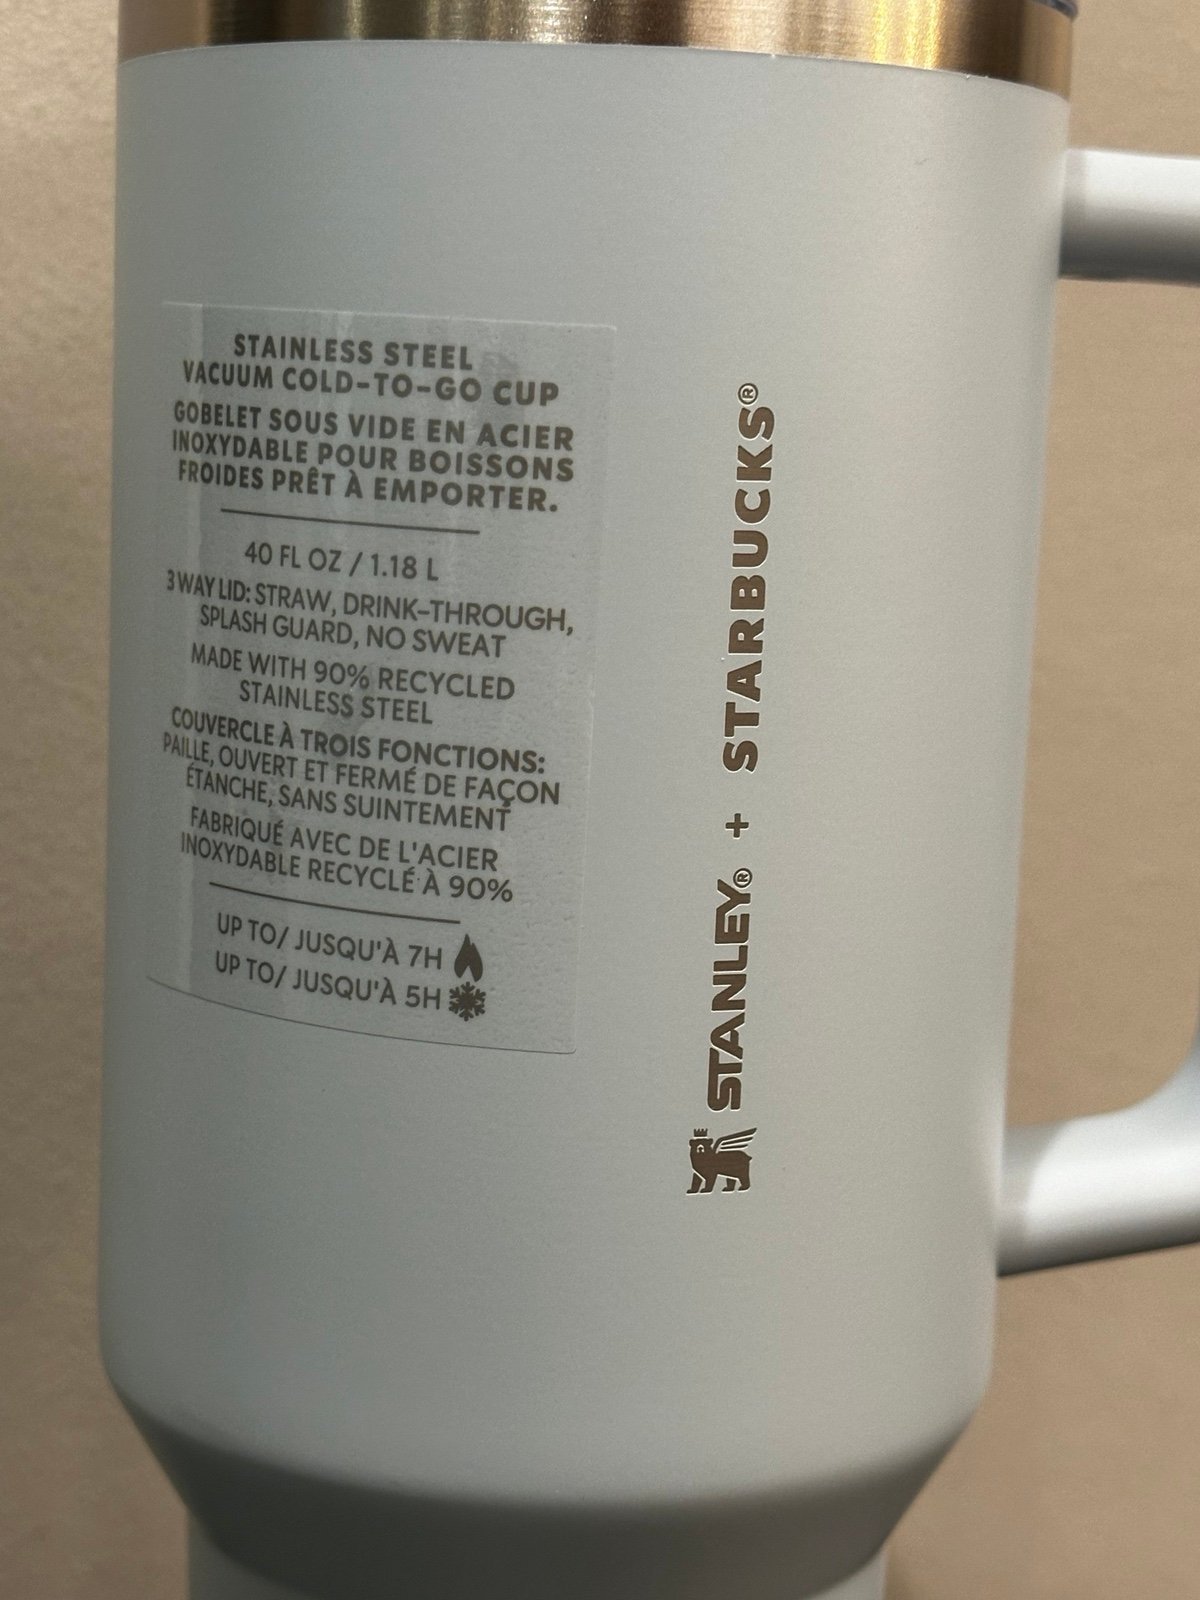 STAINLESS STEEL
VACUUM COLD-TO-GO CUP
GOBELET SOUS VIDE EN ACIER
INOXYDABLE POUR BOISSONS
FROIDES PRÊT À EMPORTER.
40 FL OZ / 1.18 L
3 WAY LID: STRAW, DRINK-THROUGH,
SPLASH GUARD, NO SWEAT
MADE WITH 90% RECYCLED
STAINLESS STEEL
COUVERCLE À TROIS FONCTIONS:
PAILLE, OUVERT ET FERMÉ DE FAÇON
ÉTANCHE, SANS SUINTEMENT
FABRIQUÉ AVEC DE L'ACIER
INOXYDABLE RECYCLÉ À 90%
UP TO/ JUSQU'À 7H
UP TO/ JUSQU'À 5H
STANLEY® + STARBUCKS®